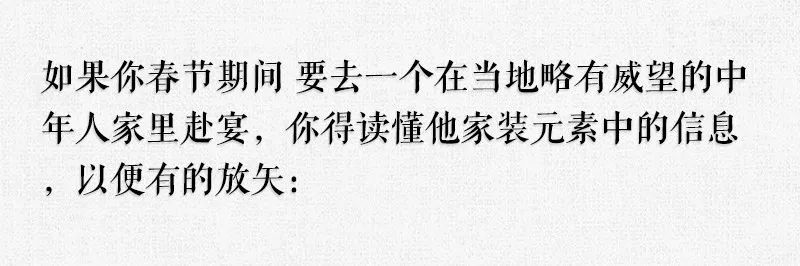 如果你春节期间 要去一个在当地略有威望的中
年人家里赴宴，你得读懂他家装元素中的信息
，以便有的放矢：